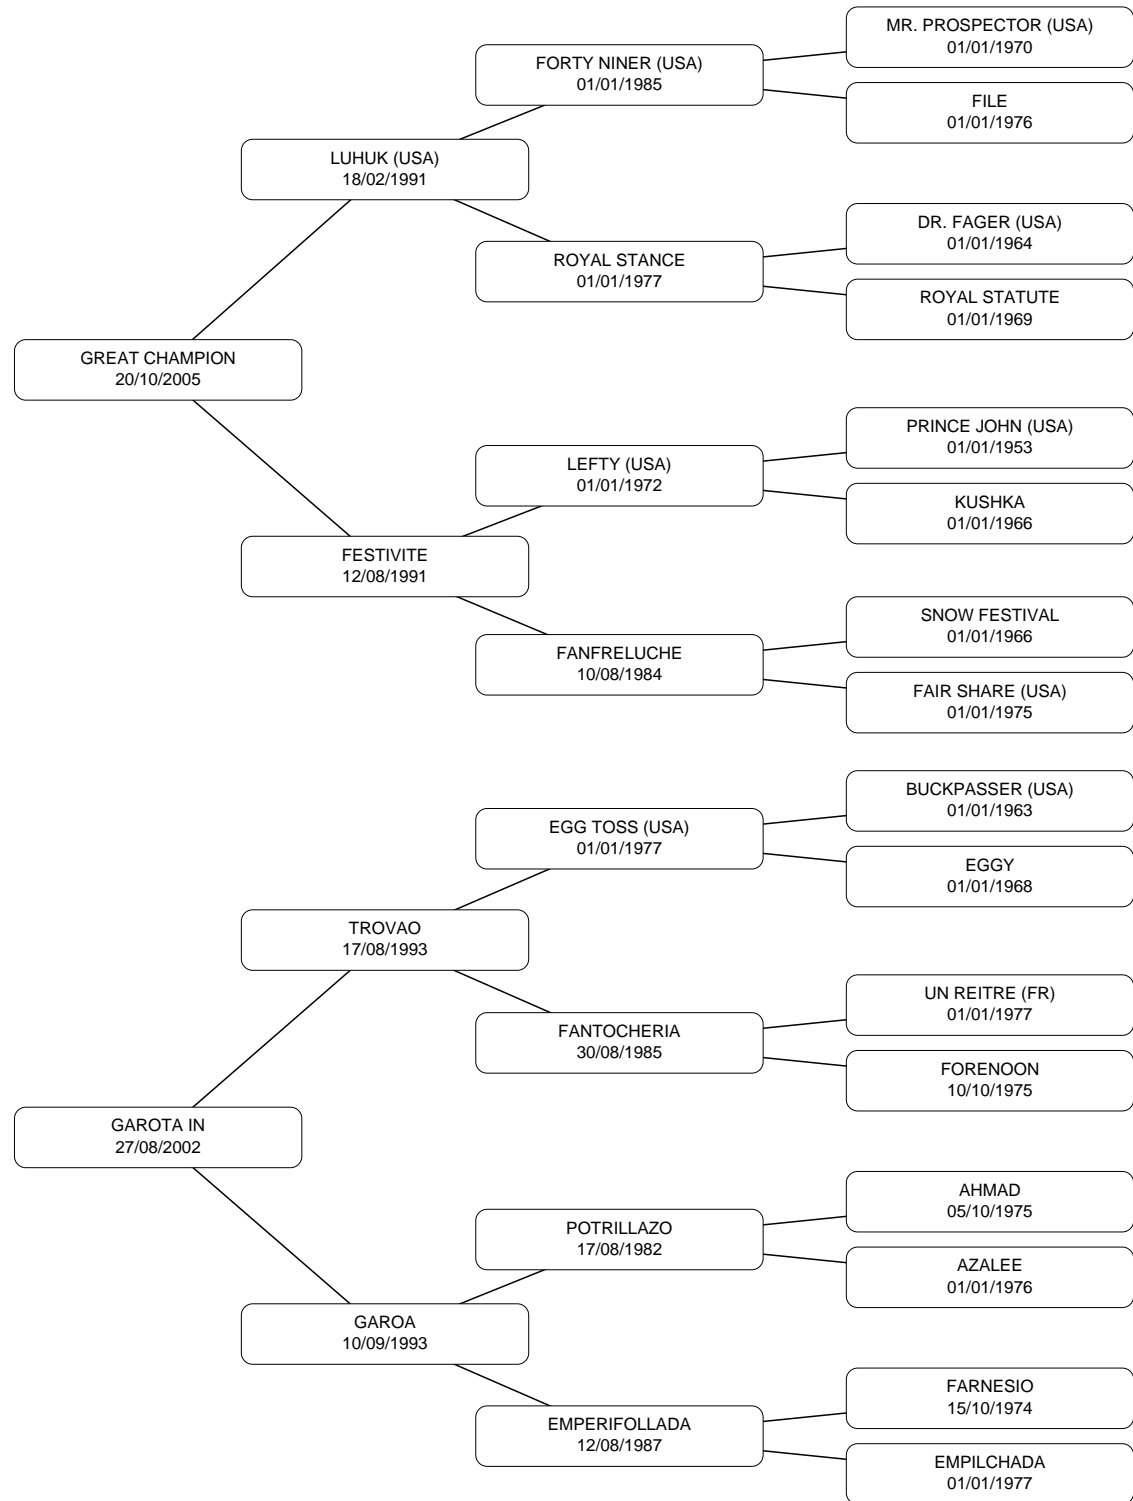 MR. PROSPECTOR (USA)
01/01/1970
FORTY NINER (USA)
01/01/1985
FILE
01/01/1976
LUHUK (USA)
18/02/1991
DR. FAGER (USA)
01/01/1964
ROYAL STANCE
01/01/1977
ROYAL STATUTE
01/01/1969
GREAT CHAMPION
20/10/2005
PRINCE JOHN (USA)
01/01/1953
LEFTY (USA)
01/01/1972
KUSHKA
01/01/1966
FESTIVITE
12/08/1991
SNOW FESTIVAL
01/01/1966
FANFRELUCHE
10/08/1984
FAIR SHARE (USA)
01/01/1975
BUCKPASSER (USA)
01/01/1963
EGG TOSS (USA)
01/01/1977
EGGY
01/01/1968
TROVAO
17/08/1993
UN REITRE (FR)
01/01/1977
FANTOCHERIA
30/08/1985
FORENOON
10/10/1975
GAROTA IN
27/08/2002
AHMAD
05/10/1975
POTRILLAZO
17/08/1982
AZALEE
01/01/1976
GAROA
10/09/1993
FARNESIO
15/10/1974
EMPERIFOLLADA
12/08/1987
EMPILCHADA
01/01/1977